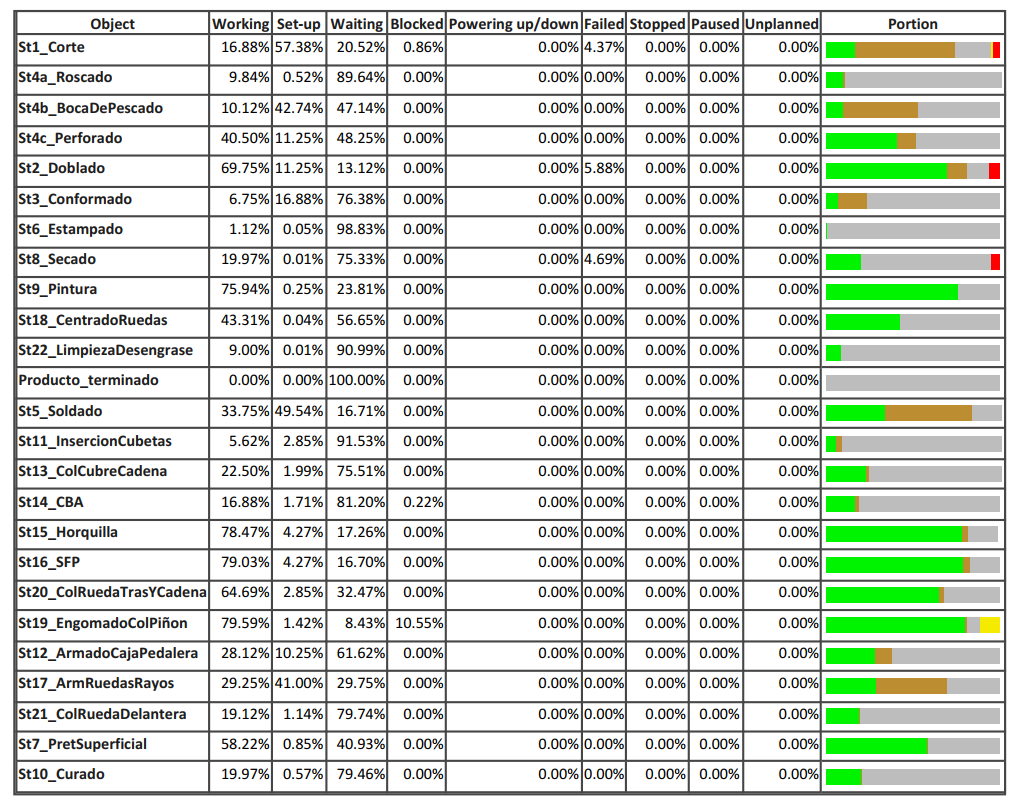 Object Working Set-up Waiting Blocked Powering up/down Failed Stopped Paused Unplanned Portion
St1_Corte 16.88% 57.38% 20.52% 0.86% 0.00% 4.37% 0.00% 0.00% 0.00%
St4a_Roscado 9.84% 0.52% 89.64% 0.00% 0.00% 0.00% 0.00% 0.00% 0.00%
St4b_BocaDePescado 10.12% 42.74% 47.14% 0.00% 0.00% 0.00% 0.00% 0.00% 0.00%
St4c_Perforado 40.50% 11.25% 48.25% 0.00% 0.00% 0.00% 0.00% 0.00% 0.00%
St2_Doblado 69.75% 11.25% 13.12% 0.00% 0.00% 5.88% 0.00% 0.00% 0.00%
St3_Conformado 6.75% 16.88% 76.38% 0.00% 0.00% 0.00% 0.00% 0.00% 0.00%
St6_Estampado 1.12% 0.05% 98.83% 0.00% 0.00% 0.00% 0.00% 0.00% 0.00%
St8_Secado 19.97% 0.01% 75.33% 0.00% 0.00% 4.69% 0.00% 0.00% 0.00%
St9_Pintura 75.94% 0.25% 23.81% 0.00% 0.00% 0.00% 0.00% 0.00% 0.00%
St18_CentradoRuedas 43.31% 0.04% 56.65% 0.00% 0.00% 0.00% 0.00% 0.00% 0.00%
St22_LimpiezaDesengrase 9.00% 0.01% 90.99% 0.00% 0.00% 0.00% 0.00% 0.00% 0.00%
Producto_terminado 0.00% 0.00% 100.00% 0.00% 0.00% 0.00% 0.00% 0.00% 0.00%
St5_Soldado 33.75% 49.54% 16.71% 0.00% 0.00% 0.00% 0.00% 0.00% 0.00%
St11_InsercionCubetas 5.62% 2.85% 91.53% 0.00% 0.00% 0.00% 0.00% 0.00% 0.00%
St13_ColCubreCadena 22.50% 1.99% 75.51% 0.00% 0.00% 0.00% 0.00% 0.00% 0.00%
St14_CBA 16.88% 1.71% 81.20% 0.22% 0.00% 0.00% 0.00% 0.00% 0.00%
St15_Horquilla 78.47% 4.27% 17.26% 0.00% 0.00% 0.00% 0.00% 0.00% 0.00%
St16_SFP 79.03% 4.27% 16.70% 0.00% 0.00% 0.00% 0.00% 0.00% 0.00%
St20_ColRuedaTrasYCadena 64.69% 2.85% 32.47% 0.00% 0.00% 0.00% 0.00% 0.00% 0.00%
St19_EngomadoColPiñon 79.59% 1.42% 8.43% 10.55% 0.00% 0.00% 0.00% 0.00% 0.00%
St12_ArmadoCajaPedalera 28.12% 10.25% 61.62% 0.00% 0.00% 0.00% 0.00% 0.00% 0.00%
St17_ArmRuedasRayos 29.25% 41.00% 29.75% 0.00% 0.00% 0.00% 0.00% 0.00% 0.00%
St21_ColRuedaDelantera 19.12% 1.14% 79.74% 0.00% 0.00% 0.00% 0.00% 0.00% 0.00%
St7_PretSuperficial 58.22% 0.85% 40.93% 0.00% 0.00% 0.00% 0.00% 0.00% 0.00%
St10_Curado 19.97% 0.57% 79.46% 0.00% 0.00% 0.00% 0.00% 0.00% 0.00%